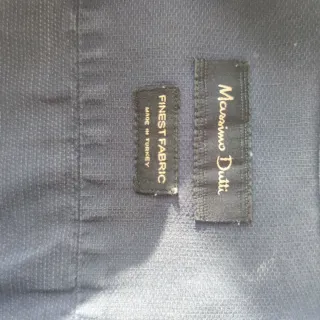 Massimo Dutti
FINEST FABRIC
MADE IN TURKEY